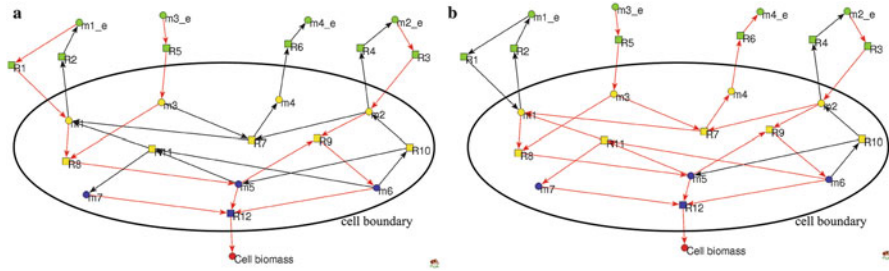 a
m1_e
m3_e
m4_e
m2_e
R1
R2
R5
R6
R4
R3
m3
m4
m1
m2
R7
R9
R8
R11
R10
m5
m6
m7
R12
cell boundary
Cell biomass
b
m1_e
m3_e
m4_e
m2_e
R1
R2
R5
R6
R4
R3
m3
m4
m1
m2
R7
R9
R8
R11
R10
m5
m6
m7
R12
cell boundary
Cell biomass